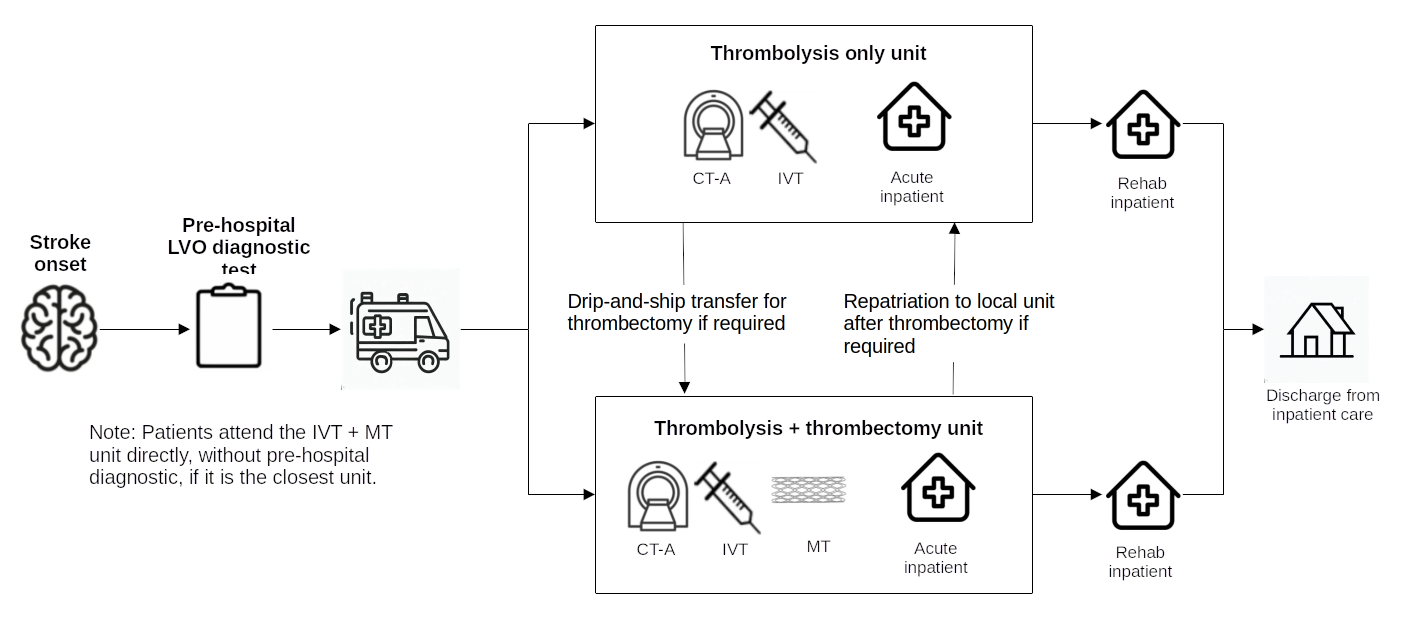 Thrombolysis only unit
CT-A
IVT
Acute
inpatient
Rehab
inpatient
Stroke
onset
Pre-hospital
LVO diagnostic
test
Drip-and-ship transfer for
thrombectomy if required
Repatriation to local unit
after thrombectomy if
required
Discharge from
inpatient care
Note: Patients attend the IVT + MT
unit directly, without pre-hospital
diagnostic, if it is the closest unit.
Thrombolysis + thrombectomy unit
CT-A
IVT
MT
Acute
inpatient
Rehab
inpatient